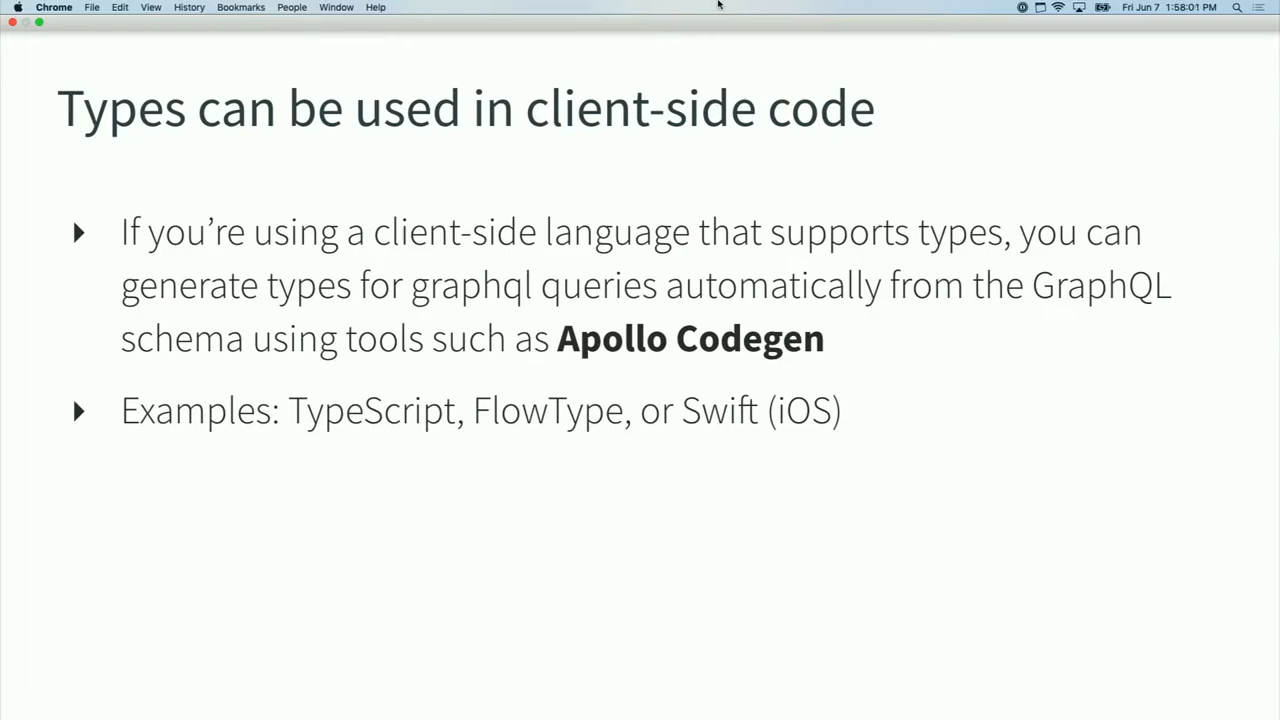 Chrome File Edit View History Bookmarks People Window Help Fri Jun 7 1:58:01 PM
Types can be used in client-side code
If you’re using a client-side language that supports types, you can
generate types for graphql queries automatically from the GraphQL
schema using tools such as Apollo Codegen
Examples: TypeScript, FlowType, or Swift (iOS)